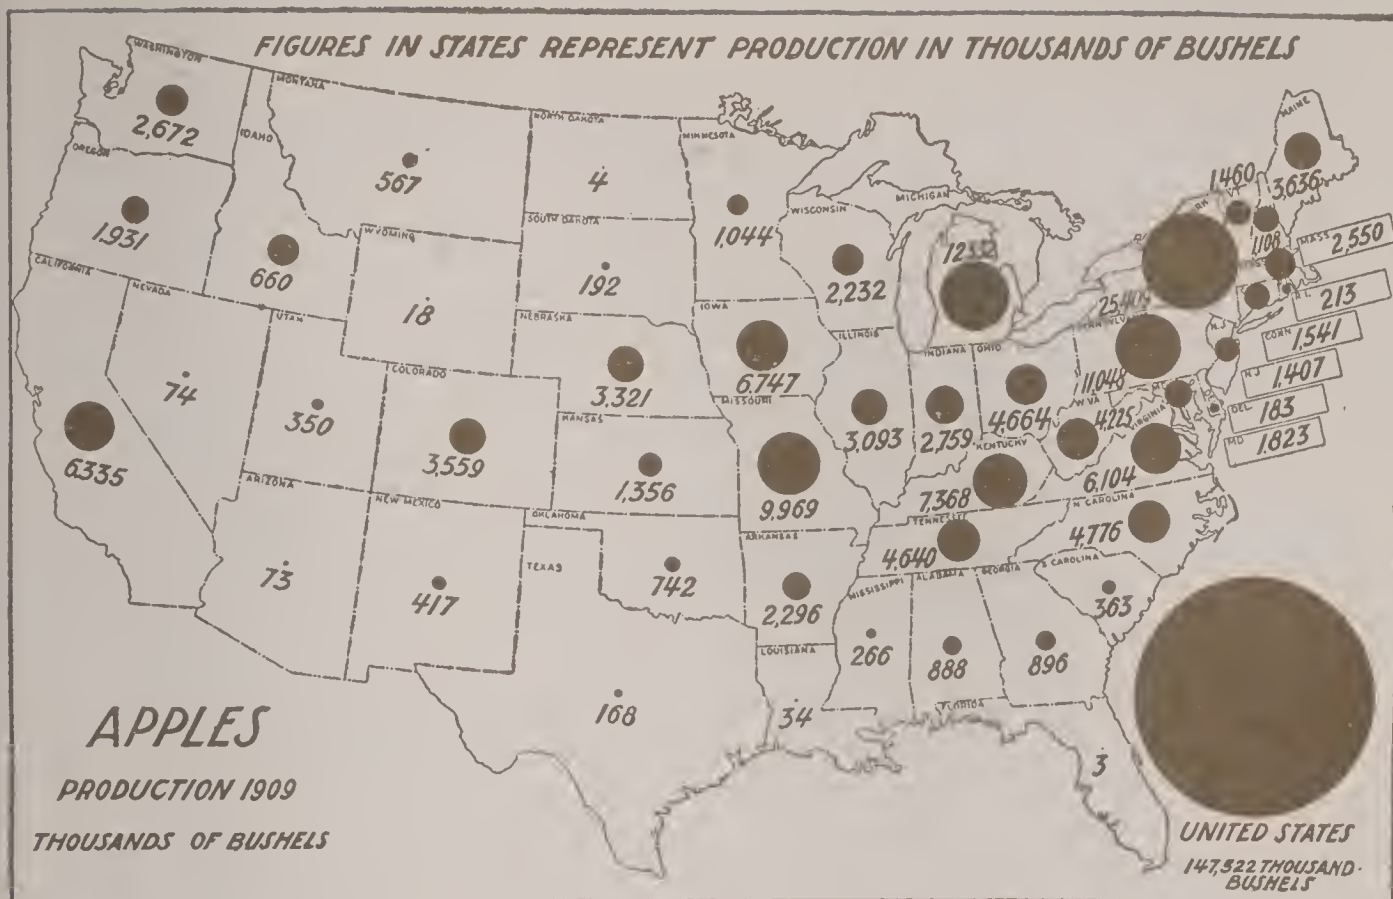 FIGURES IN STATES REPRESENT PRODUCTION IN THOUSANDS OF BUSHELS
WASHINGTON
2,672
OREGON
1,931
CALIFORNIA
6,335
IDAHO
660
NEVADA
74
MONTANA
567
WYOMING
18
UTAH
350
COLORADO
3,559
ARIZONA
73
NEW MEXICO
417
NORTH DAKOTA
4
SOUTH DAKOTA
192
NEBRASKA
3,321
KANSAS
1,356
OKLAHOMA
742
TEXAS
168
MINNESOTA
1,044
IOWA
6,747
MISSOURI
9,969
ARKANSAS
2,296
LOUISIANA
34
WISCONSIN
2,232
ILLINOIS
3,093
MICHIGAN
INDIANA
2,759
OHIO
4,664
KENTUCKY
7,368
TENNESSEE
4,640
MISSISSIPPI
266
ALABAMA
888
GEORGIA
896
FLORIDA
3
S CAROLINA
363
N CAROLINA
4,776
VIRGINIA
6,104
W VA
4,225
11,048
MAINE
3,636
VT
1,460
MASS
2,550
R.I.
213
CONN
1,541
N.J.
N.J
1,407
DEL
183
MD
1,823
APPLES
PRODUCTION 1909
THOUSANDS OF BUSHELS
UNITED STATES
147,522 THOUSAND
BUSHELS